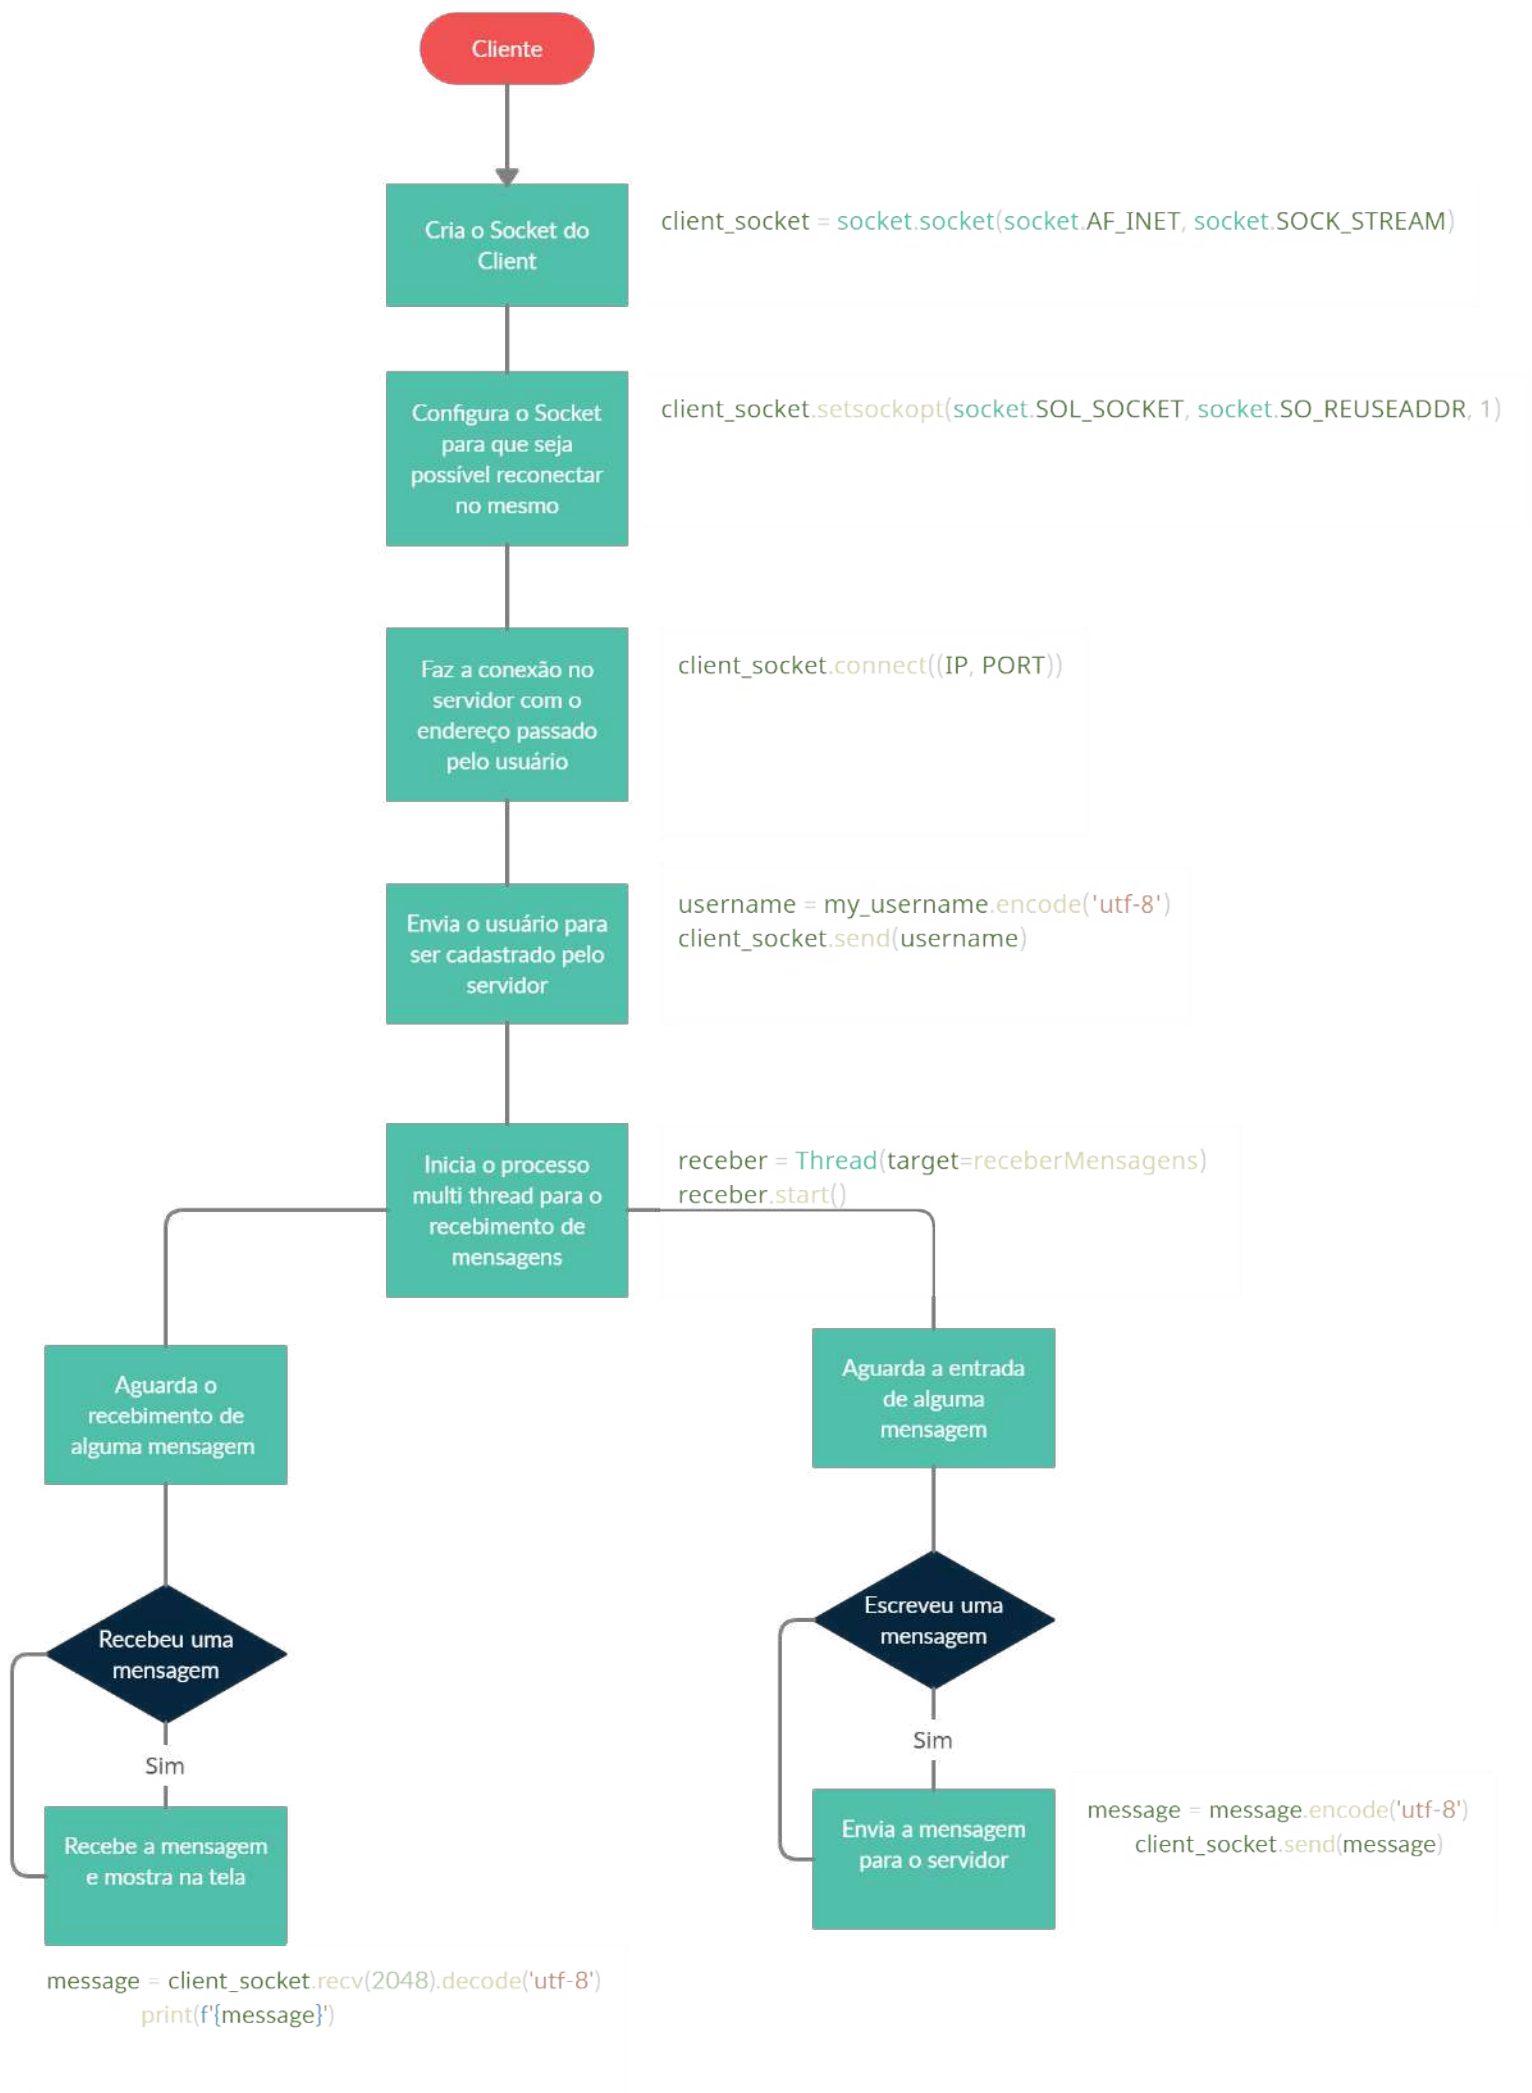 Cliente
Cria o Socket do
Client
client_socket = socket.socket(socket.AF_INET, socket.SOCK_STREAM)
Configura o Socket
para que seja
possível reconectar
no mesmo
client_socket.setsockopt(socket.SOL_SOCKET, socket.SO_REUSEADDR, 1)
Faz a conexão no
servidor com o
endereço passado
pelo usuário
client_socket.connect((IP, PORT))
Envia o usuário para
ser cadastrado pelo
servidor
username = my_username.encode('utf-8')
client_socket.send(username)
Inicia o processo
multi thread para o
recebimento de
mensagens
receber = Thread(target=receberMensagens)
receber.start()
Aguarda o
recebimento de
alguma mensagem
Recebeu uma
mensagem
Sim
Recebe a mensagem
e mostra na tela
message = client_socket.recv(2048).decode('utf-8')
print(f'{message}')
Aguarda a entrada
de alguma
mensagem
Escreveu uma
mensagem
Sim
Envia a mensagem
para o servidor
message = message.encode('utf-8')
client_socket.send(message)